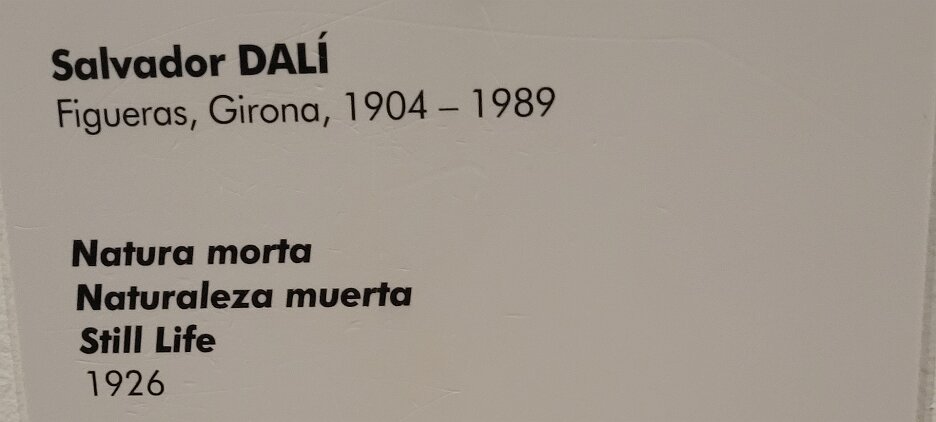 Salvador DALÍ
Figueras, Girona, 1904 – 1989
Natura morta
Naturaleza muerta
Still Life
1926